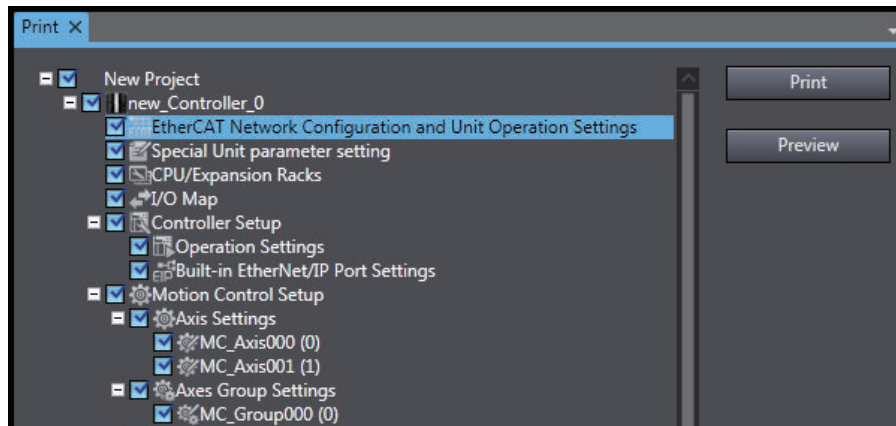 Print
New Project
new_Controller_0
EtherCAT Network Configuration and Unit Operation Settings
Special Unit parameter setting
CPU/Expansion Racks
I/O Map
Controller Setup
Operation Settings
Built-in EtherNet/IP Port Settings
Motion Control Setup
Axis Settings
MC_Axis000 (0)
MC_Axis001 (1)
Axes Group Settings
MC_Group000 (0)
Print
Preview